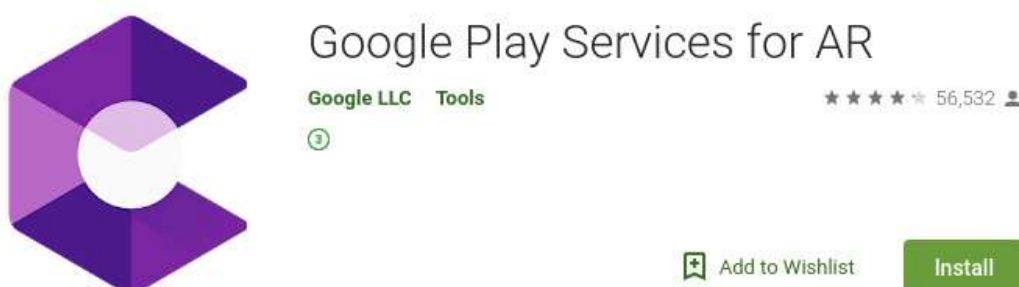 Google Play Services for AR
Google LLC Tools
56,532
3
Add to Wishlist
Install